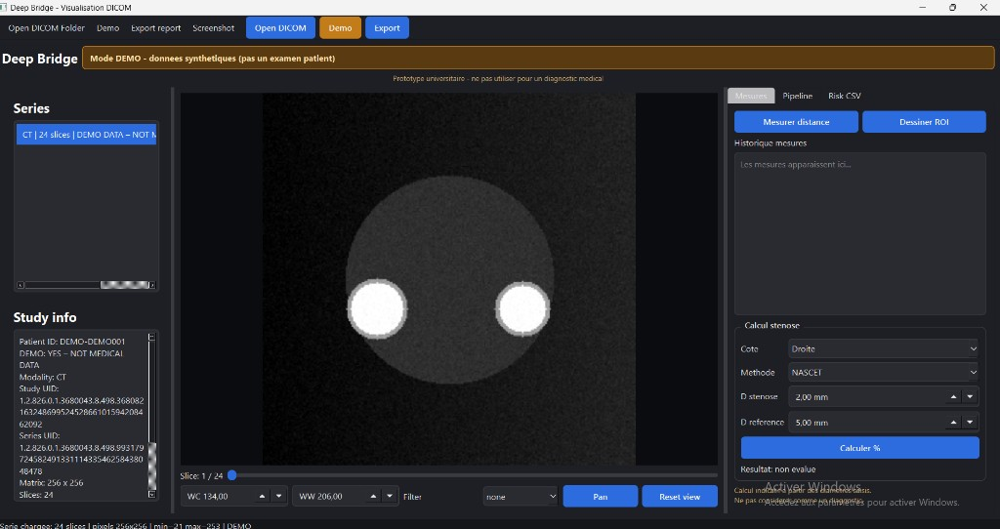 Deep Bridge - Visualisation DICOM
Open DICOM Folder Demo Export report Screenshot Open DICOM Demo Export
Deep Bridge
Mode DEMO - donnees synthetiques (pas un examen patient)
Prototype universitaire - ne pas utiliser pour un diagnostic medical
Series
CT | 24 slices | DEMO DATA – NOT M
Study info
Patient ID: DEMO-DEMO001
DEMO: YES – NOT MEDICAL
DATA
Modality: CT
Study UID:
1.2.826.0.1.3680043.8.498.368082
16324869952452866101594208​4
62092
Series UID:
1.2.826.0.1.3680043.8.498.993179
72458249133111433546258438​0
48478
Matrix: 256 x 256
Slices: 24
Slice: 1 / 24
WC 134,00 WW 206,00 Filter none Pan Reset view
Mesures Pipeline Risk CSV
Mesurer distance Dessiner ROI
Historique mesures
Les mesures apparaissent ici...
Calcul stenose
Cote Droite
Methode NASCET
D stenose 2,00 mm
D reference 5,00 mm
Calculer %
Resultat: non evalue
Calcul indicatif a partir des diametres saisis.
Ne pas considerer comme un diagnostic.
Activer Windows
Accédez aux paramètres pour activer Windows.
Serie chargee: 24 slices | pixels 256x256 | min=-21 max=253 | DEMO